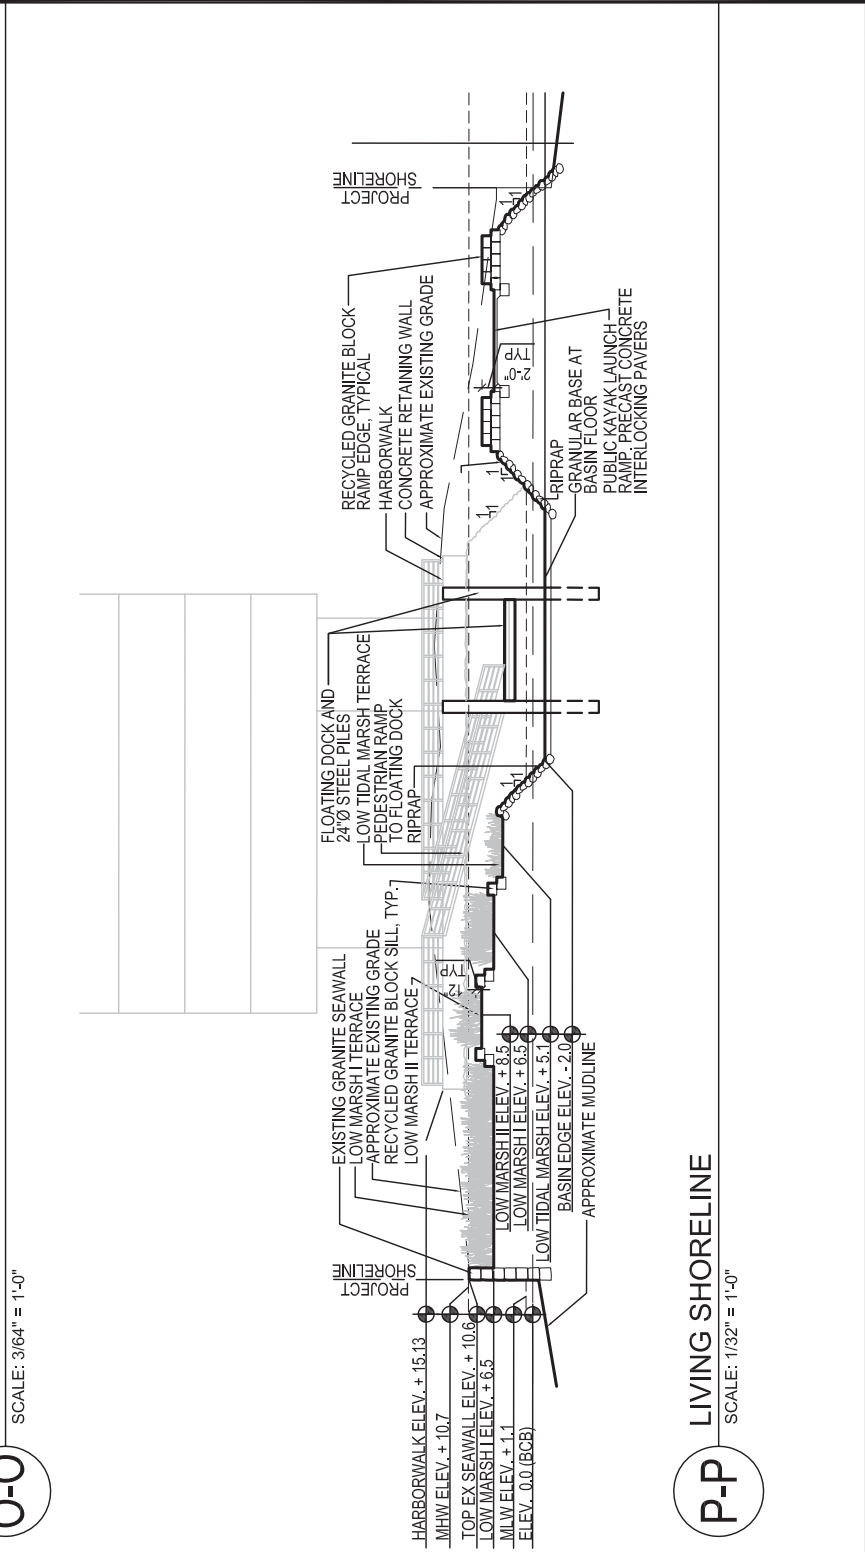 O-O
SCALE: 3/64" = 1'-0"
EXISTING GRANITE SEAWALL
LOW MARSH I TERRACE
APPROXIMATE EXISTING GRADE
RECYCLED GRANITE BLOCK SILL, TYP.
LOW MARSH II TERRACE
FLOATING DOCK AND
24"Ø STEEL PILES
LOW TIDAL MARSH TERRACE
PEDESTRIAN RAMP
TO FLOATING DOCK
RIPRAP
RECYCLED GRANITE BLOCK
RAMP EDGE, TYPICAL
HARBORWALK
CONCRETE RETAINING WALL
APPROXIMATE EXISTING GRADE
PROJECT
SHORELINE
PROJECT
SHORELINE
HARBORWALK ELEV. + 15.13
MHW ELEV. + 10.7
TOP EX SEAWALL ELEV. + 10.6
LOW MARSH I ELEV. + 6.5
MLW ELEV. + 1.1
ELEV. 0.0 (BCB)
12"
TYP
1
1
1
1
1
1
2'-0"
TYP
1
1
LOW MARSH II ELEV. + 8.5
LOW MARSH I ELEV. + 6.5
LOW TIDAL MARSH ELEV. + 5.1
BASIN EDGE ELEV. - 2.0
APPROXIMATE MUDLINE
RIPRAP
GRANULAR BASE AT
BASIN FLOOR
PUBLIC KAYAK LAUNCH
RAMP, PRECAST CONCRETE
INTERLOCKING PAVERS
P-P
LIVING SHORELINE
SCALE: 1/32" = 1'-0"